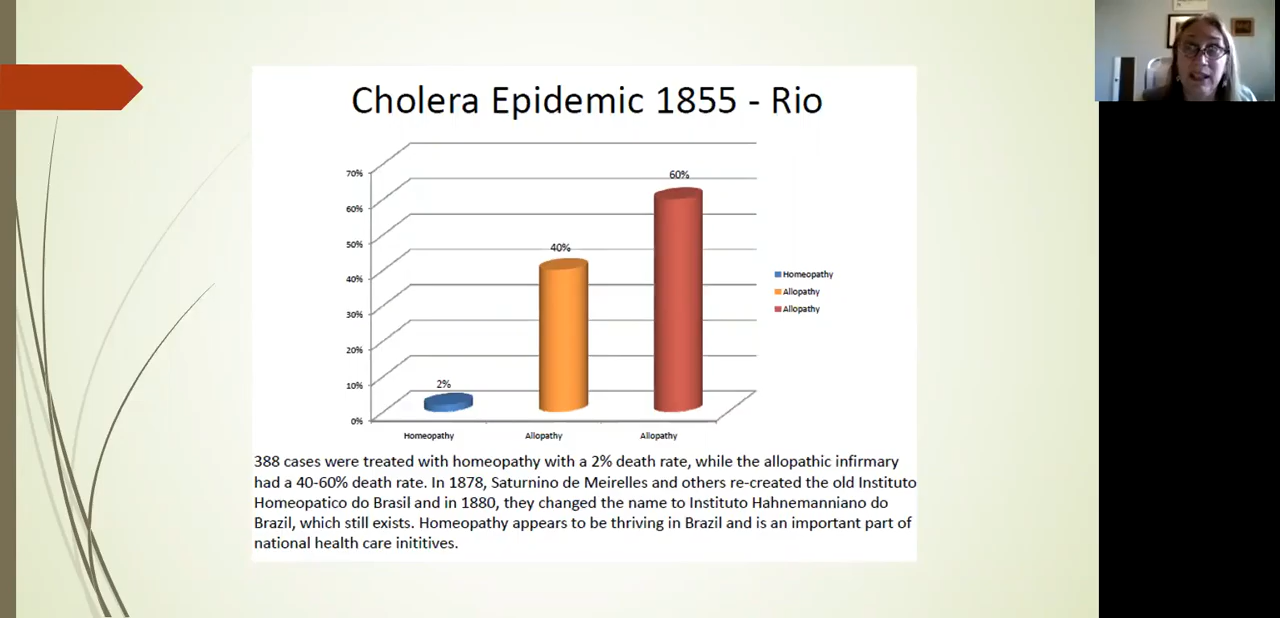 Cholera Epidemic 1855 - Rio
70%
60%
50%
40%
30%
20%
10%
0%
2%
40%
60%
Homeopathy
Allopathy
Allopathy
Homeopathy
Allopathy
Allopathy
388 cases were treated with homeopathy with a 2% death rate, while the allopathic infirmary
had a 40-60% death rate. In 1878, Saturnino de Meirelles and others re-created the old Instituto
Homeopatico do Brasil and in 1880, they changed the name to Instituto Hahnemanniano do
Brazil, which still exists. Homeopathy appears to be thriving in Brazil and is an important part of
national health care inititives.